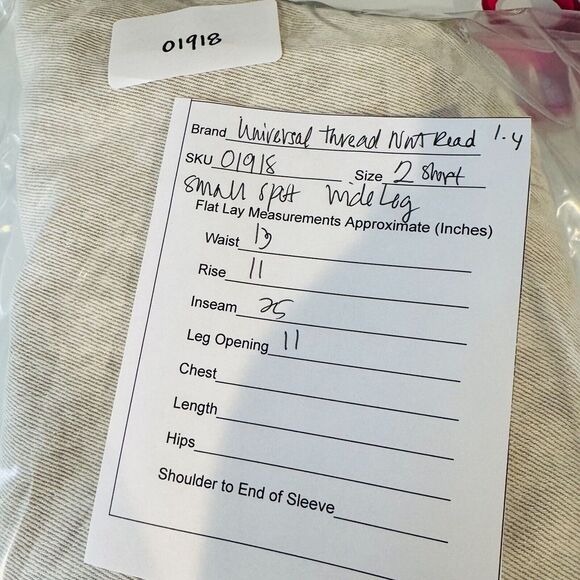 01918
Brand Universal Thread NWT Read 1-4
SKU 01918 Size 2 Short
Small spot Wide Leg
Flat Lay Measurements Approximate (Inches)
Waist 13
Rise 11
Inseam 25
Leg Opening 11
Chest
Length
Hips
Shoulder to End of Sleeve